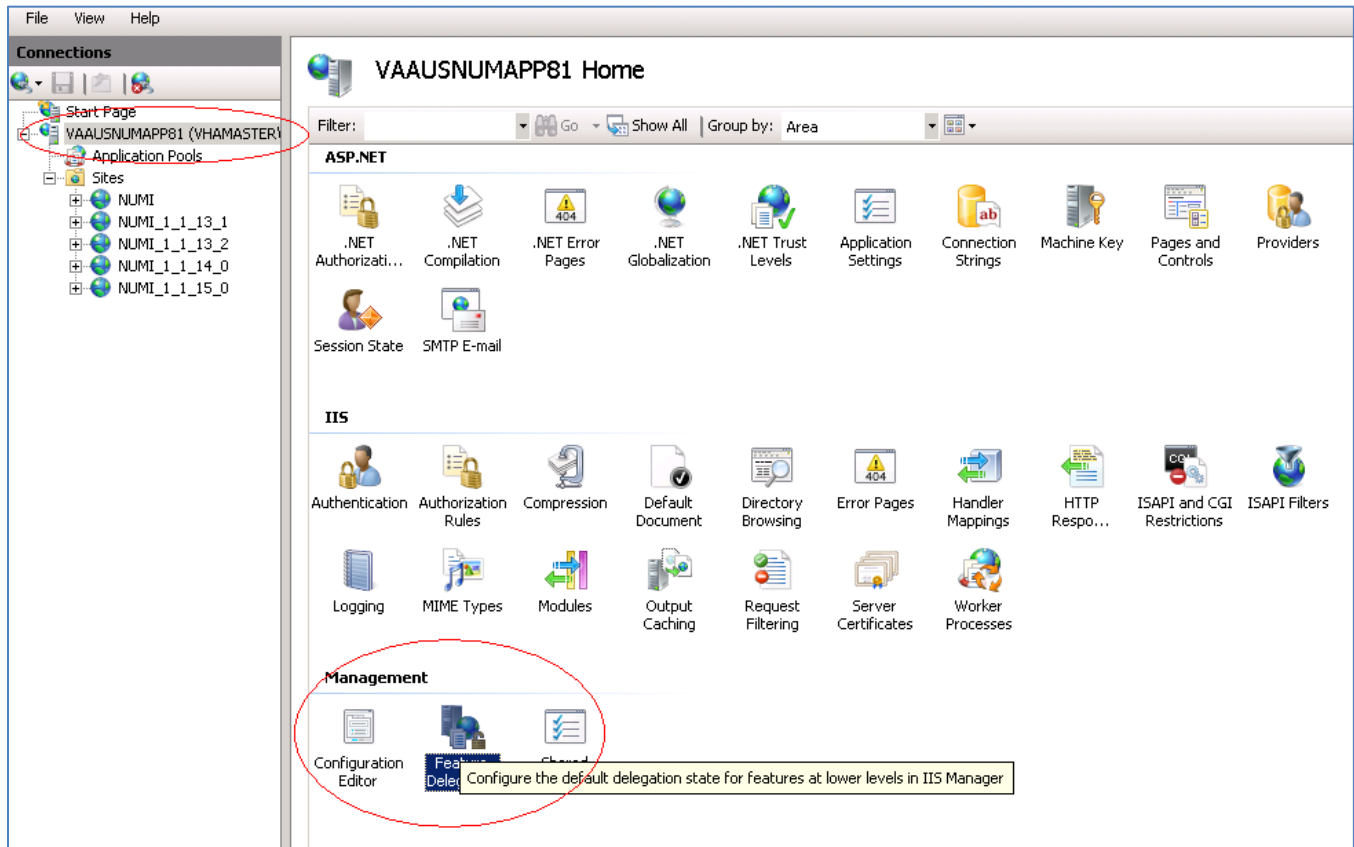 File View Help
Connections
VAAUSNUMAPP81 Home
Start Page
VAAUSNUMAPP81 (VHAMASTER\
Application Pools
Sites
NUMI
NUMI_1_1_13_1
NUMI_1_1_13_2
NUMI_1_1_14_0
NUMI_1_1_15_0
Filter: Go Show All Group by: Area
ASP.NET
.NET Authorizati...
.NET Compilation
404
.NET Error Pages
.NET Globalization
.NET Trust Levels
Application Settings
ab
Connection Strings
Machine Key
Pages and Controls
Providers
Session State
SMTP E-mail
IIS
Authentication
Authorization Rules
Compression
Default Document
Directory Browsing
404
Error Pages
Handler Mappings
HTTP Respo...
ISAPI and CGI Restrictions
ISAPI Filters
Logging
MIME Types
Modules
Output Caching
Request Filtering
Server Certificates
Worker Processes
Management
Configuration Editor
Feature
Shared
Configure the default delegation state for features at lower levels in IIS Manager